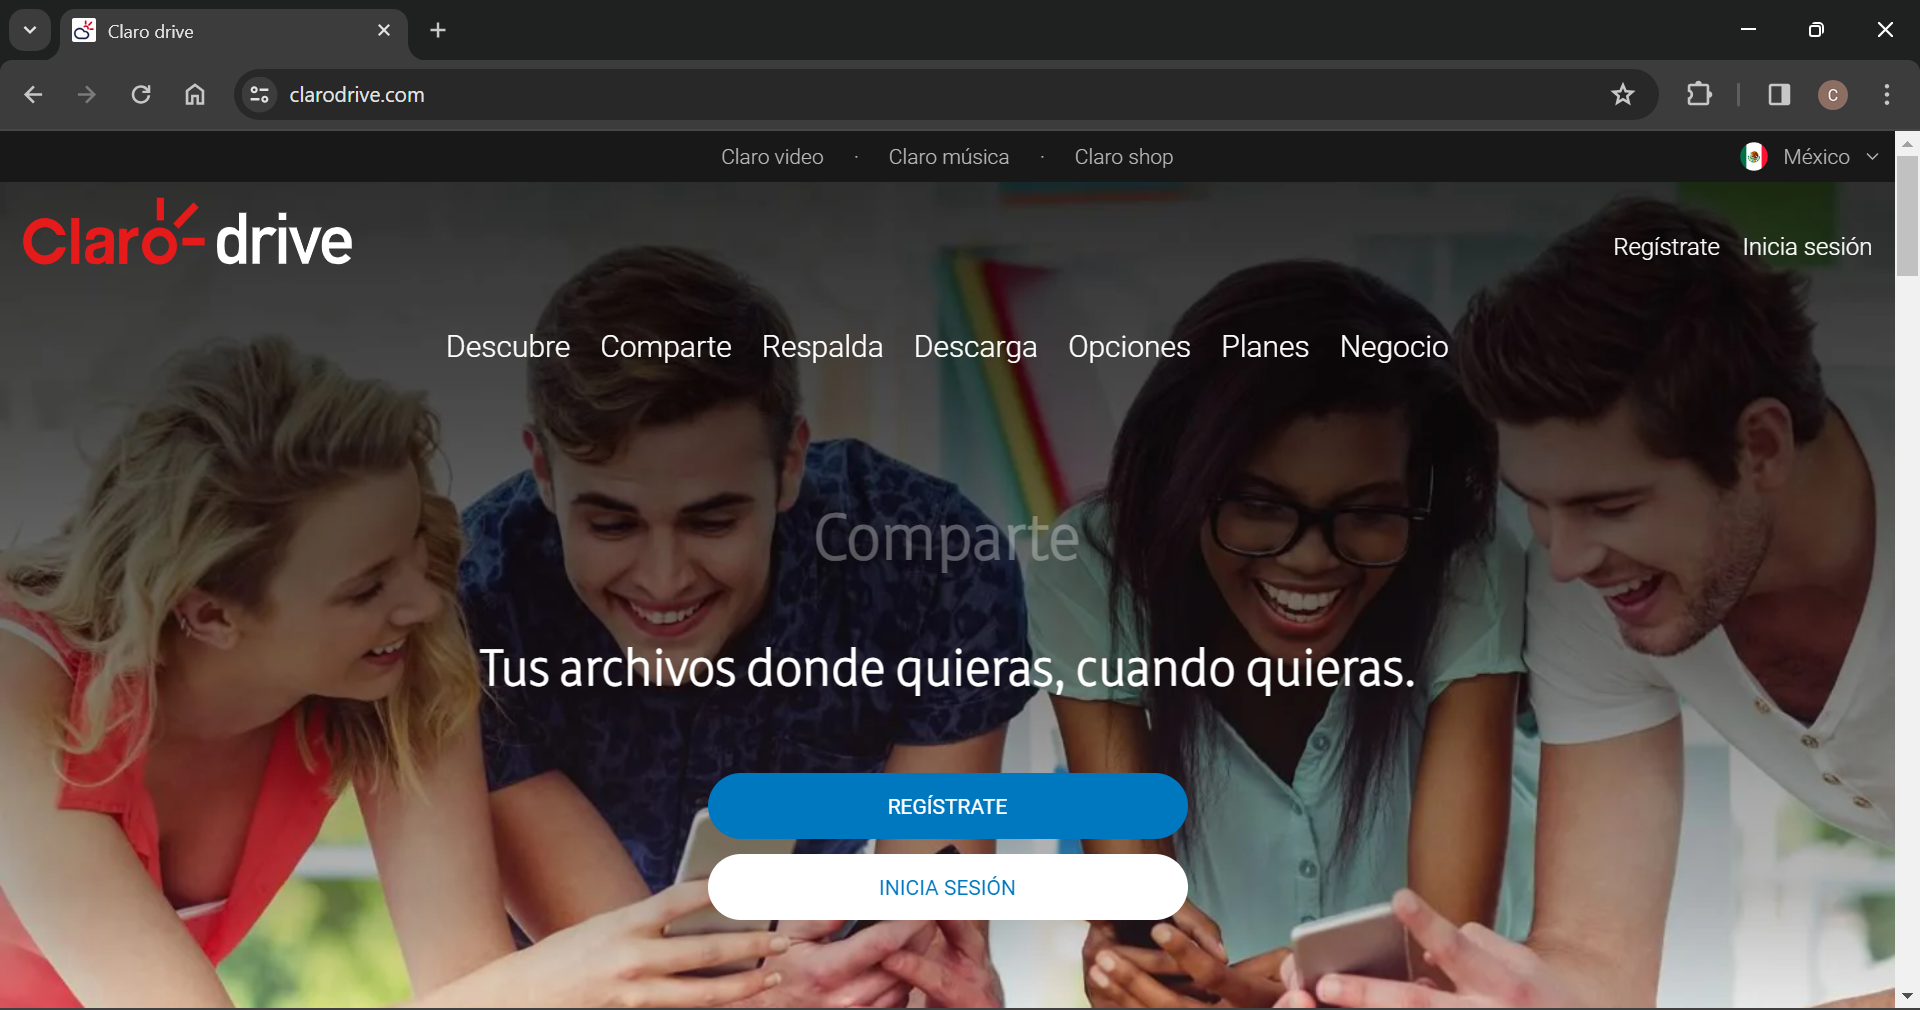 Claro drive
clarodrive.com
C
Claro video · Claro música · Claro shop
México
Claro drive
Regístrate Inicia sesión
Descubre Comparte Respalda Descarga Opciones Planes Negocio
Comparte
Tus archivos donde quieras, cuando quieras.
REGÍSTRATE
INICIA SESIÓN